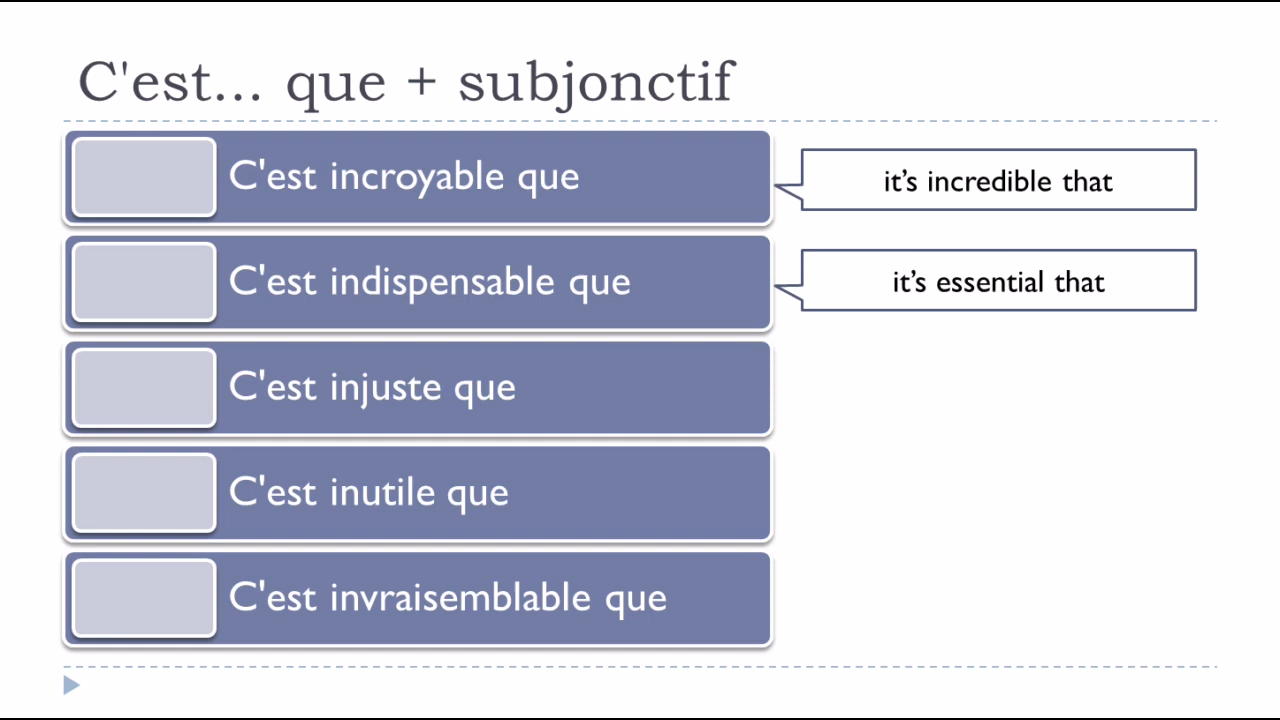 C'est... que + subjonctif
C'est incroyable que
it’s incredible that
C'est indispensable que
it’s essential that
C'est injuste que
C'est inutile que
C'est invraisemblable que